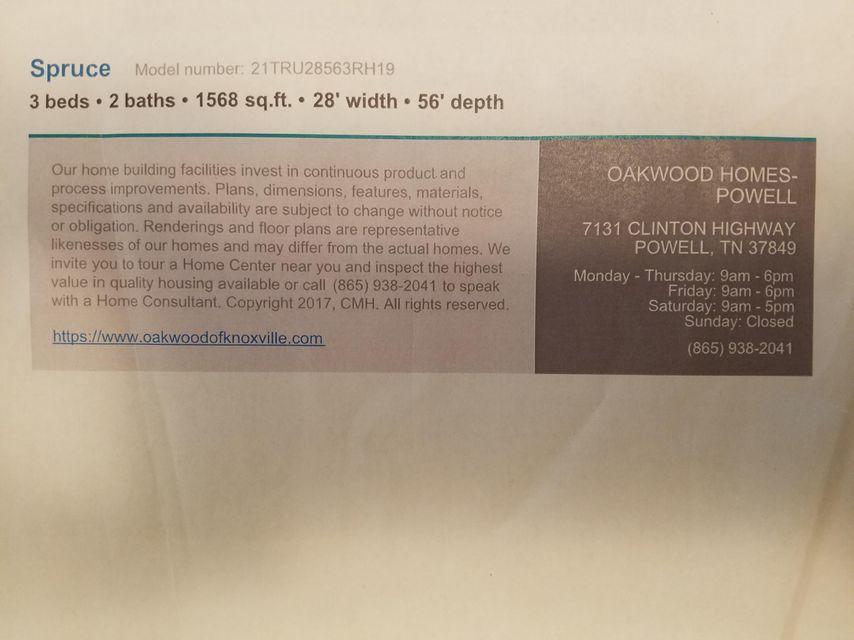 Spruce Model number: 21TRU28563RH19
3 beds • 2 baths • 1568 sq.ft. • 28' width • 56' depth
Our home building facilities invest in continuous product and
process improvements. Plans, dimensions, features, materials,
specifications and availability are subject to change without notice
or obligation. Renderings and floor plans are representative
likenesses of our homes and may differ from the actual homes. We
invite you to tour a Home Center near you and inspect the highest
value in quality housing available or call (865) 938-2041 to speak
with a Home Consultant. Copyright 2017, CMH. All rights reserved.
https://www.oakwoodofknoxville.com
OAKWOOD HOMES-
POWELL
7131 CLINTON HIGHWAY
POWELL, TN 37849
Monday - Thursday: 9am - 6pm
Friday: 9am - 6pm
Saturday: 9am - 5pm
Sunday: Closed
(865) 938-2041